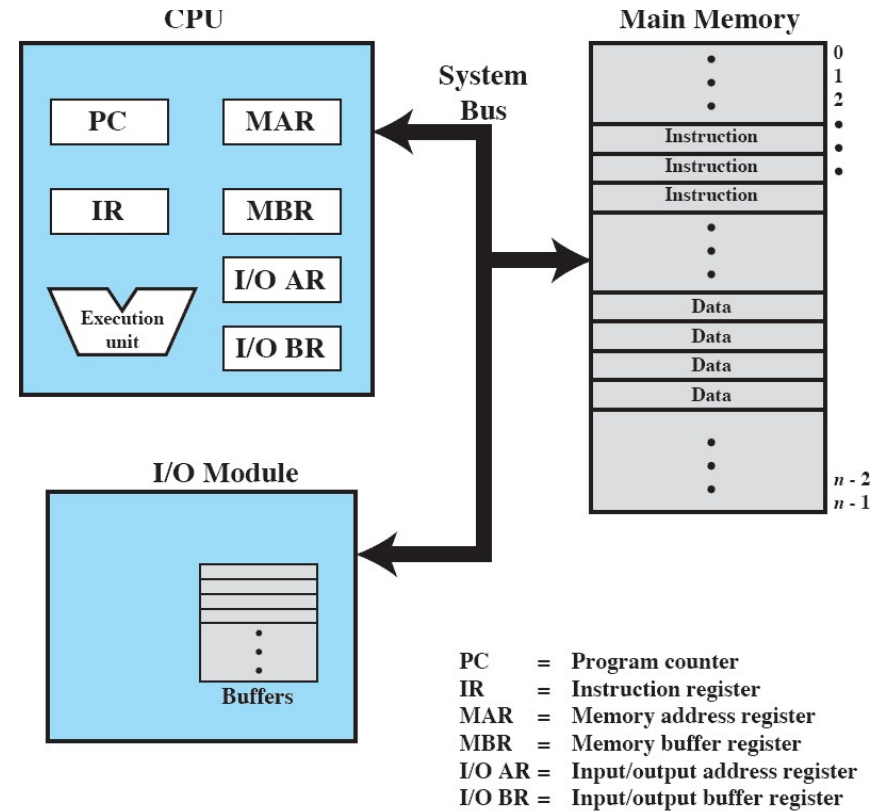 CPU
Main Memory
System
Bus
PC
MAR
IR
MBR
I/O AR
Execution
unit
I/O BR
0
1
2
Instruction
Instruction
Instruction
Data
Data
Data
Data
n - 2
n - 1
I/O Module
Buffers
PC = Program counter
IR = Instruction register
MAR = Memory address register
MBR = Memory buffer register
I/O AR = Input/output address register
I/O BR = Input/output buffer register